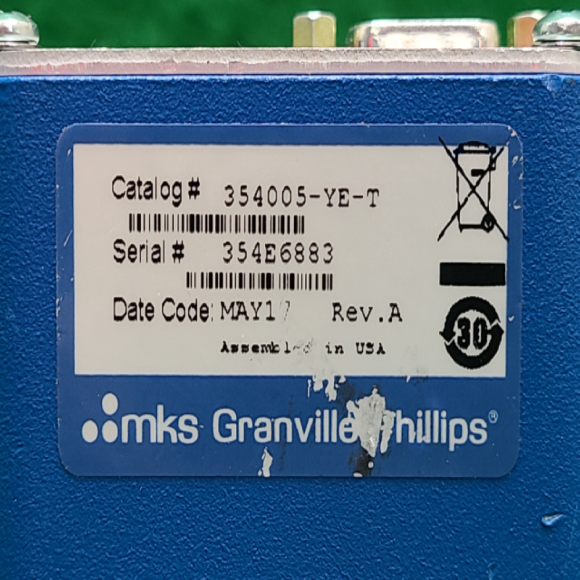 Catalog# 354005-YE-T
Serial # 354E6883
Date Code: MAY17 Rev.A
Assembled in USA
30
mks Granville Phillips®